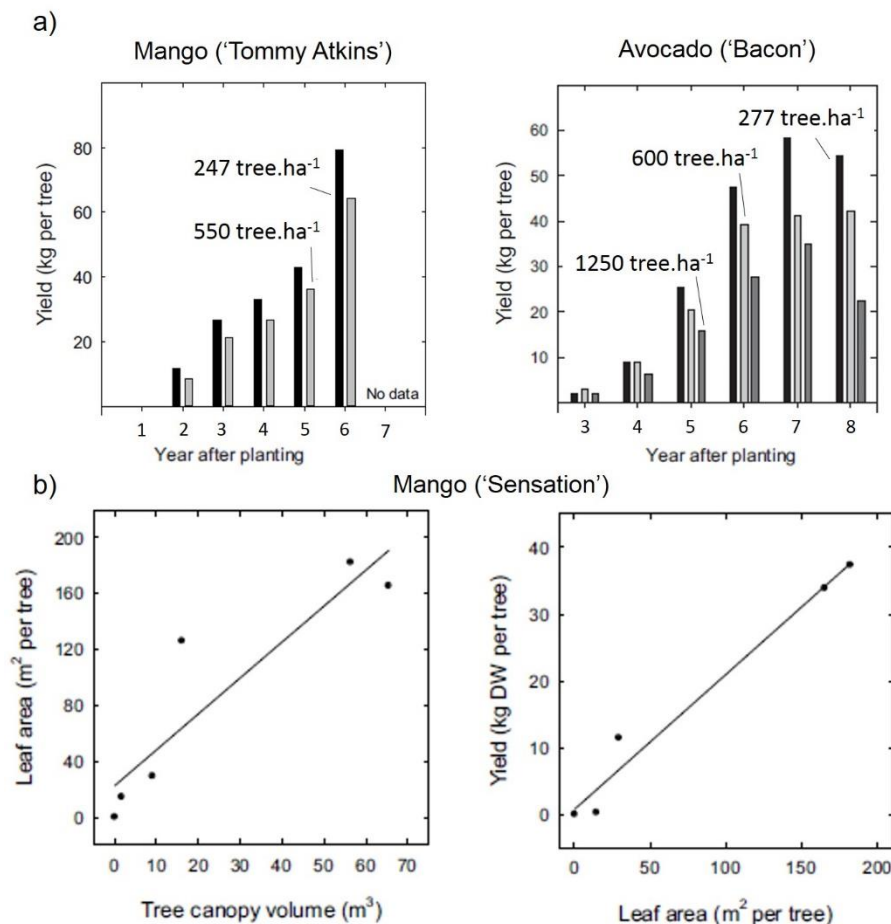 a)
Mango (‘Tommy Atkins’)
Yield (kg per tree)
80
60
40
20
247 tree.ha-1
550 tree.ha-1
No data
1 2 3 4 5 6 7
Year after planting
Avocado (‘Bacon’)
Yield (kg per tree)
60
50
40
30
20
10
277 tree.ha-1
600 tree.ha-1
1250 tree.ha-1
3 4 5 6 7 8
Year after planting
b)
Mango (‘Sensation’)
Leaf area (m2 per tree)
200
160
120
80
40
0
0 10 20 30 40 50 60 70
Tree canopy volume (m3)
Yield (kg DW per tree)
40
30
20
10
0
0 50 100 150 200
Leaf area (m2 per tree)